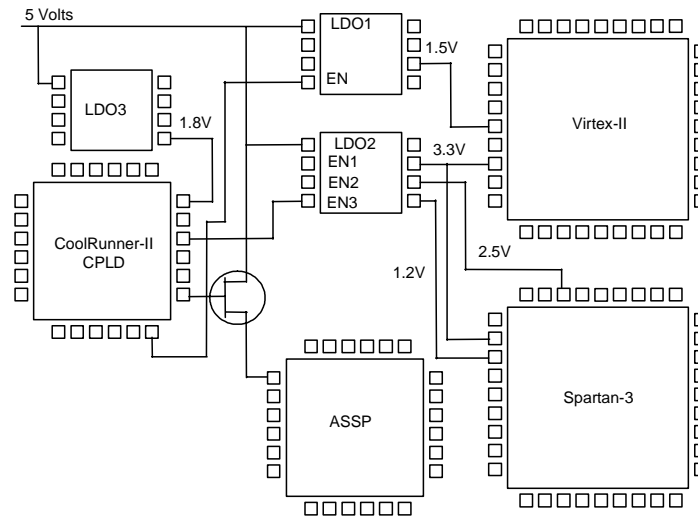 5 Volts
LDO1
EN
1.5V
LDO3
1.8V
LDO2
EN1
EN2
EN3
3.3V
Virtex-II
CoolRunner-II
CPLD
1.2V
2.5V
ASSP
Spartan-3